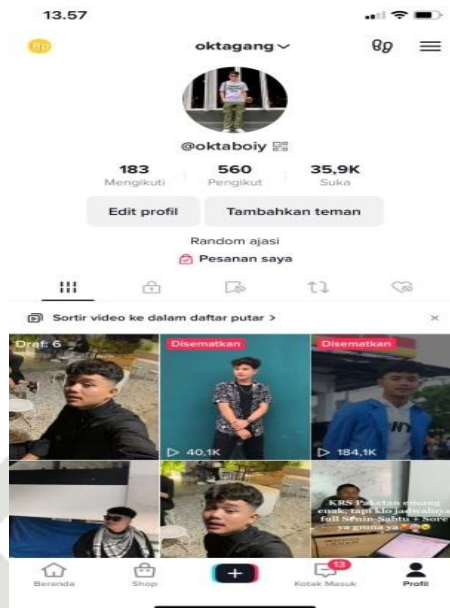 13.57
Rp
oktagang
@oktaboiy
183 560 35,9K
Mengikuti Pengikut Suka
Edit profil Tambahkan teman
Random ajasi
Pesanan saya
Sortir video ke dalam daftar putar >
Draf: 6
Disematkan
Disematkan
40,1K
184,1K
KRS Paketan emang
enak, tapi klo jadwalnya
full Senin-Sabtu + Sore
ya gmna ya
13
Beranda Shop Kotak Masuk Profil